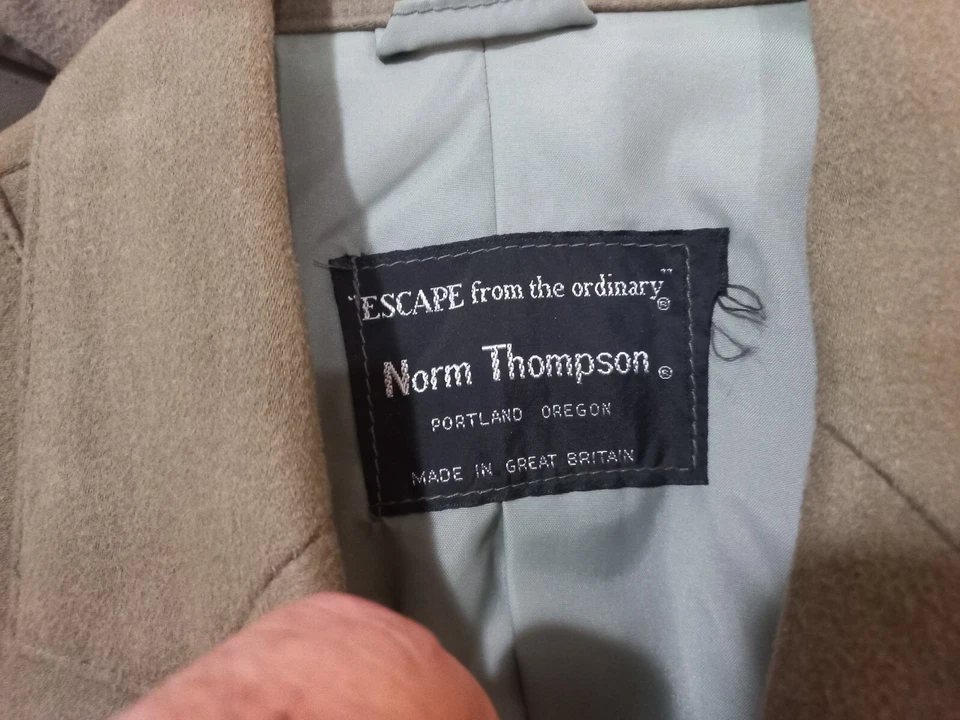 "ESCAPE from the ordinary"®
Norm Thompson®
PORTLAND OREGON
MADE IN GREAT BRITAIN